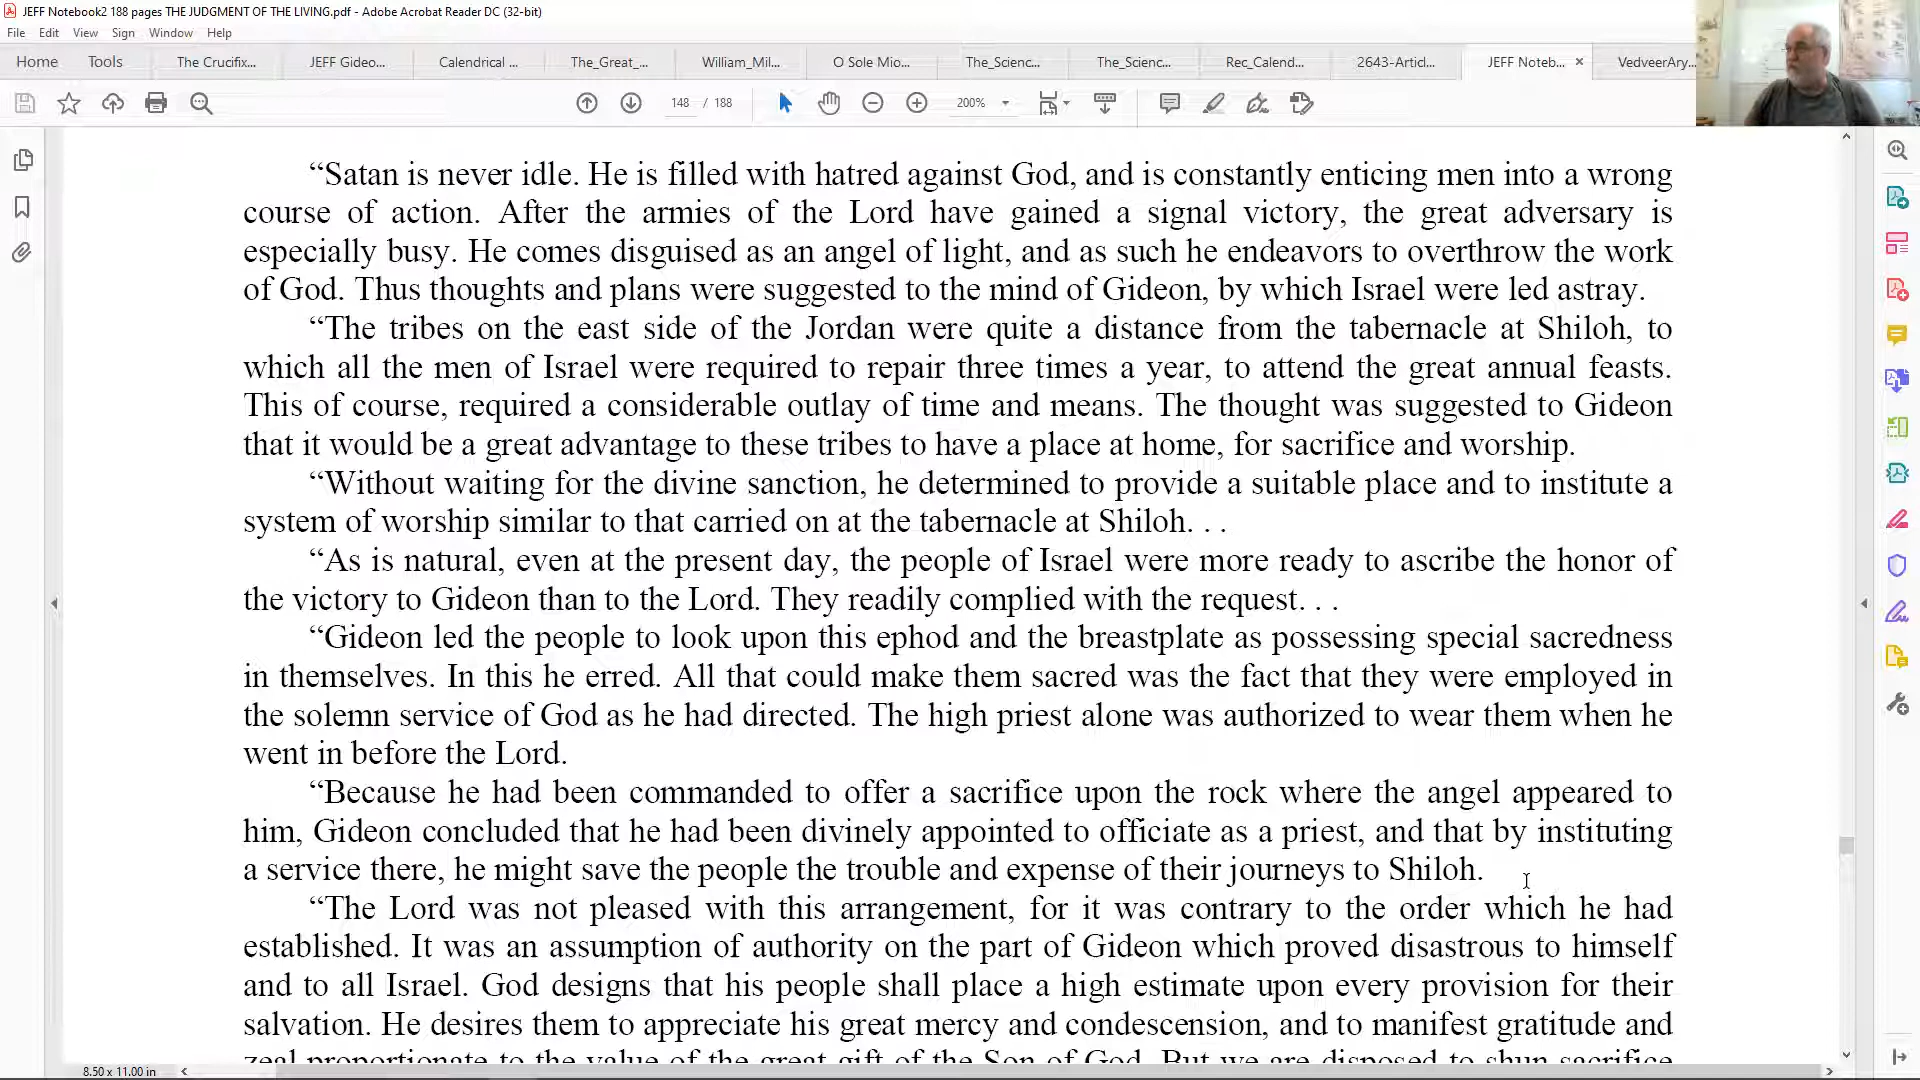 JEFF Notebook2 188 pages THE JUDGMENT OF THE LIVING.pdf - Adobe Acrobat Reader DC (32-bit)
File Edit View Sign Window Help
Home Tools The Crucifix... JEFF Gideo... Calendrical ... The_Great_... William_Mil... O Sole Mio... The_Scienc... The_Scienc... Rec_Calend... 2643-Articl... JEFF Noteb... × VedveerAry...
148 / 188 200%
“Satan is never idle. He is filled with hatred against God, and is constantly enticing men into a wrong
course of action. After the armies of the Lord have gained a signal victory, the great adversary is
especially busy. He comes disguised as an angel of light, and as such he endeavors to overthrow the work
of God. Thus thoughts and plans were suggested to the mind of Gideon, by which Israel were led astray.
“The tribes on the east side of the Jordan were quite a distance from the tabernacle at Shiloh, to
which all the men of Israel were required to repair three times a year, to attend the great annual feasts.
This of course, required a considerable outlay of time and means. The thought was suggested to Gideon
that it would be a great advantage to these tribes to have a place at home, for sacrifice and worship.
“Without waiting for the divine sanction, he determined to provide a suitable place and to institute a
system of worship similar to that carried on at the tabernacle at Shiloh. . .
“As is natural, even at the present day, the people of Israel were more ready to ascribe the honor of
the victory to Gideon than to the Lord. They readily complied with the request. . .
“Gideon led the people to look upon this ephod and the breastplate as possessing special sacredness
in themselves. In this he erred. All that could make them sacred was the fact that they were employed in
the solemn service of God as he had directed. The high priest alone was authorized to wear them when he
went in before the Lord.
“Because he had been commanded to offer a sacrifice upon the rock where the angel appeared to
him, Gideon concluded that he had been divinely appointed to officiate as a priest, and that by instituting
a service there, he might save the people the trouble and expense of their journeys to Shiloh.
“The Lord was not pleased with this arrangement, for it was contrary to the order which he had
established. It was an assumption of authority on the part of Gideon which proved disastrous to himself
and to all Israel. God designs that his people shall place a high estimate upon every provision for their
salvation. He desires them to appreciate his great mercy and condescension, and to manifest gratitude and
zeal proportionate to the value of the great gift of the Son of God. But we are disposed to shun sacrifice
8.50 x 11.00 in